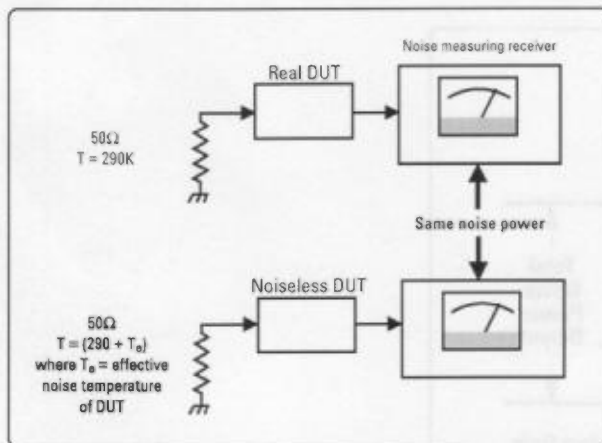 Noise measuring receiver
Real DUT
50Ω
T = 290K
Same noise power
Noiseless DUT
50Ω
T = (290 + Te)
where Te = effective
noise temperature
of DUT